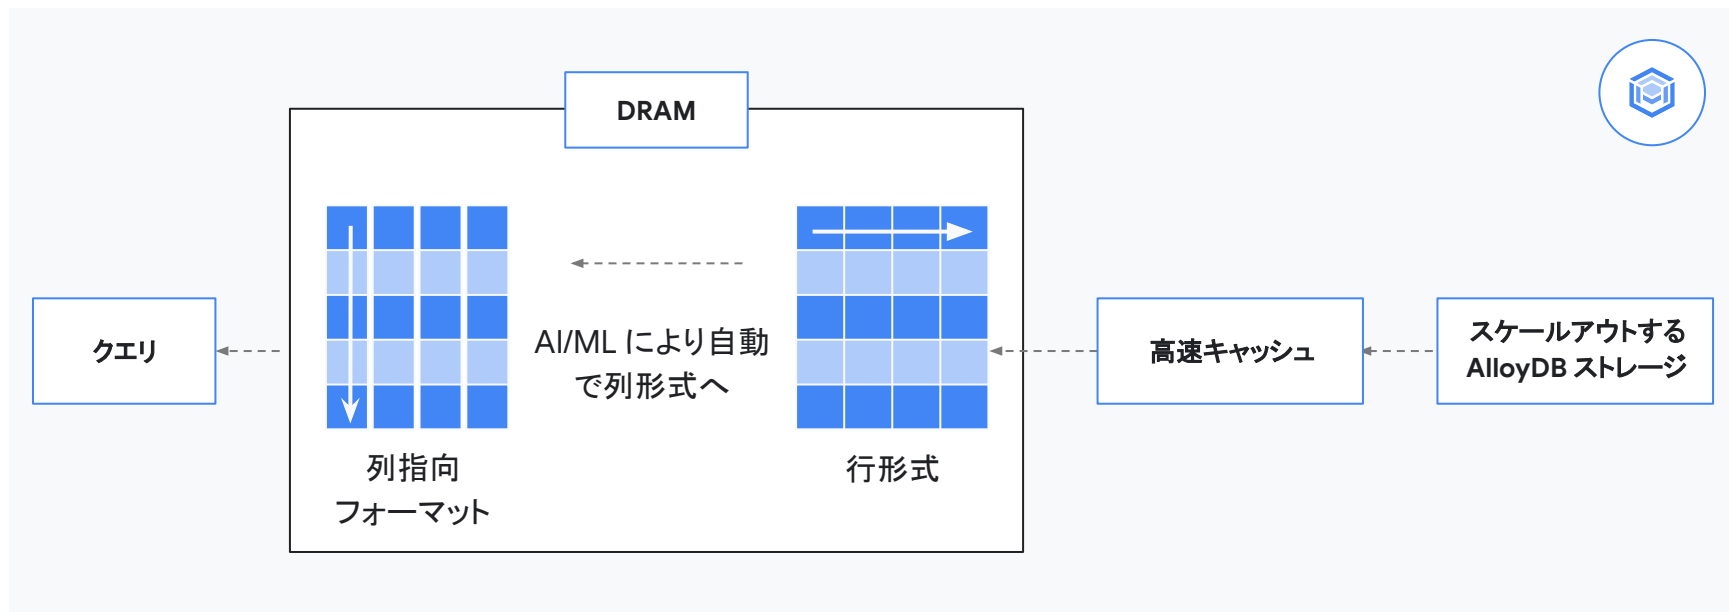 DRAM
クエリ
AI/ML により自動
で列形式へ
列指向
フォーマット
行形式
高速キャッシュ
スケールアウトする
AlloyDB ストレージ